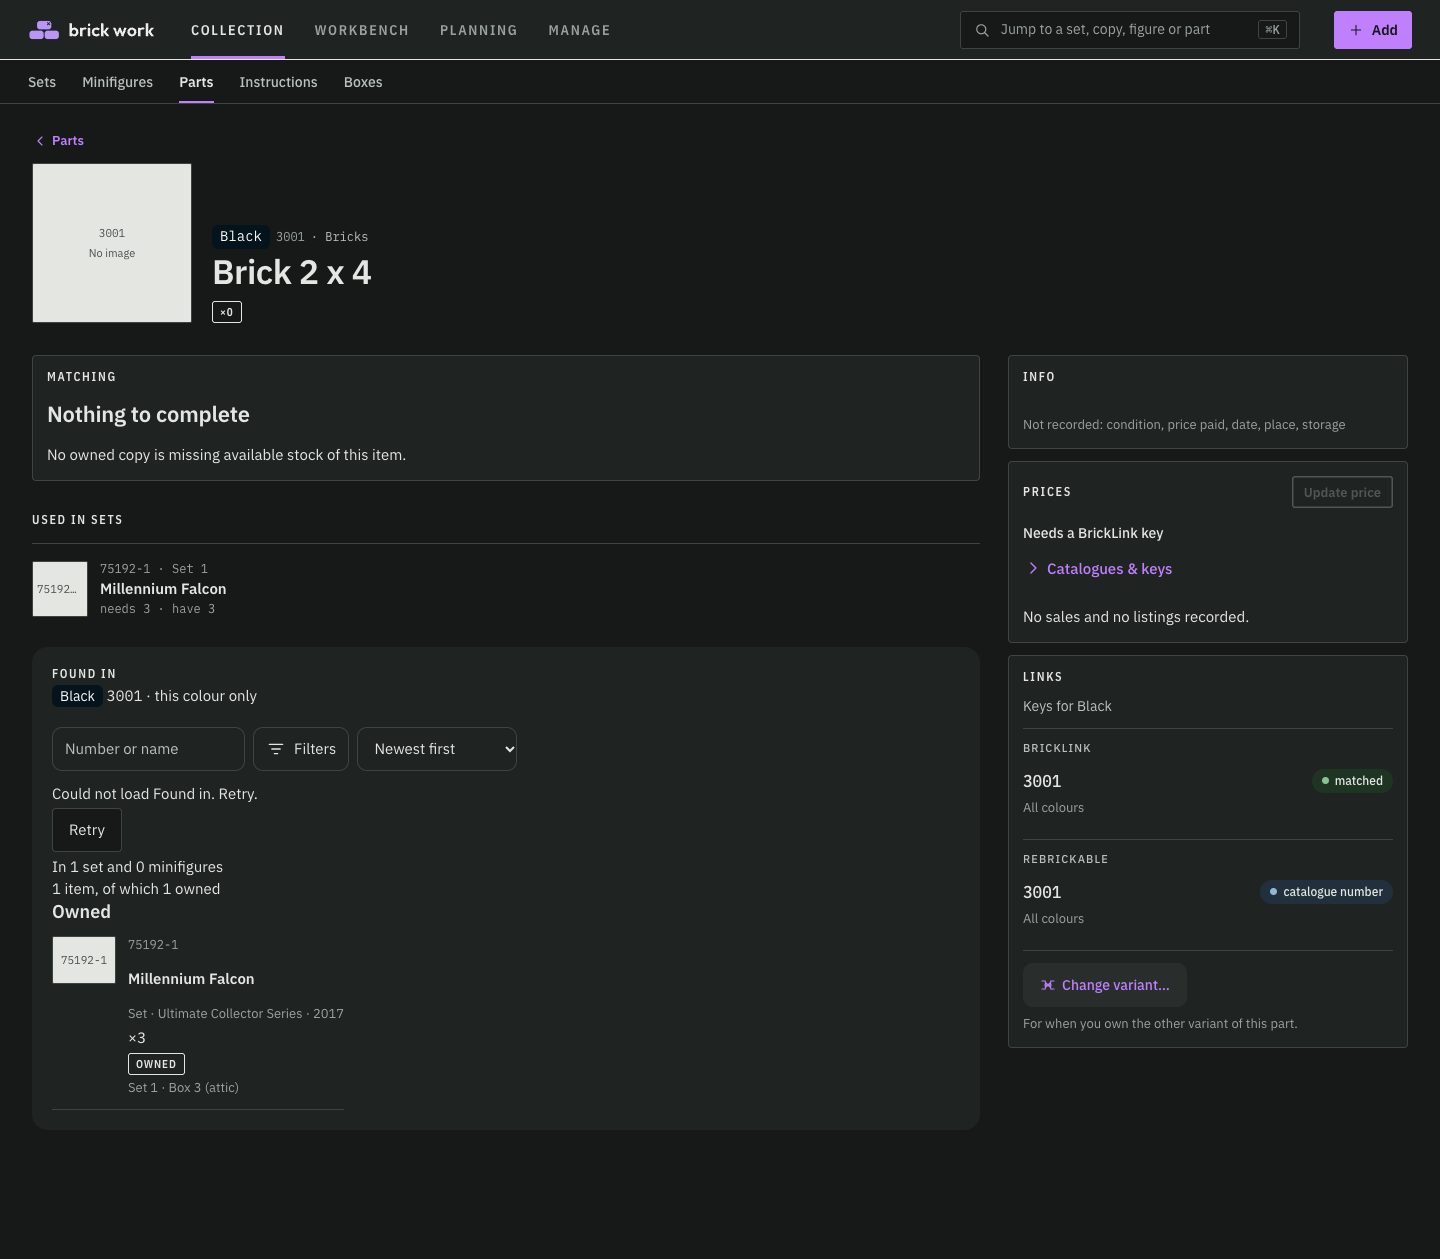 brick work
COLLECTION
WORKBENCH
PLANNING
MANAGE
Jump to a set, copy, figure or part
⌘K
+ Add
Sets
Minifigures
Parts
Instructions
Boxes
Parts
3001
No image
Black 3001 · Bricks
Brick 2 x 4
×0
MATCHING
Nothing to complete
No owned copy is missing available stock of this item.
USED IN SETS
75192…
75192-1 · Set 1
Millennium Falcon
needs 3 · have 3
FOUND IN
Black 3001 · this colour only
Number or name
Filters
Newest first
Could not load Found in. Retry.
Retry
In 1 set and 0 minifigures
1 item, of which 1 owned
Owned
75192-1
75192-1
Millennium Falcon
Set · Ultimate Collector Series · 2017
×3
OWNED
Set 1 · Box 3 (attic)
INFO
Not recorded: condition, price paid, date, place, storage
PRICES
Update price
Needs a BrickLink key
Catalogues & keys
No sales and no listings recorded.
LINKS
Keys for Black
BRICKLINK
3001
matched
All colours
REBRICKABLE
3001
catalogue number
All colours
Change variant…
For when you own the other variant of this part.